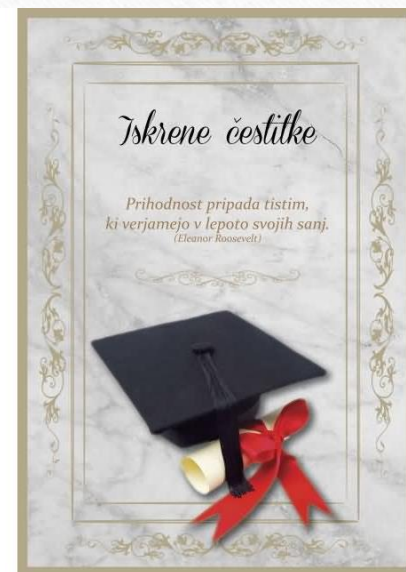 Iskrene čestitke
Prihodnost pripada tistim,
ki verjamejo v lepoto svojih sanj.
(Eleanor Roosevelt)